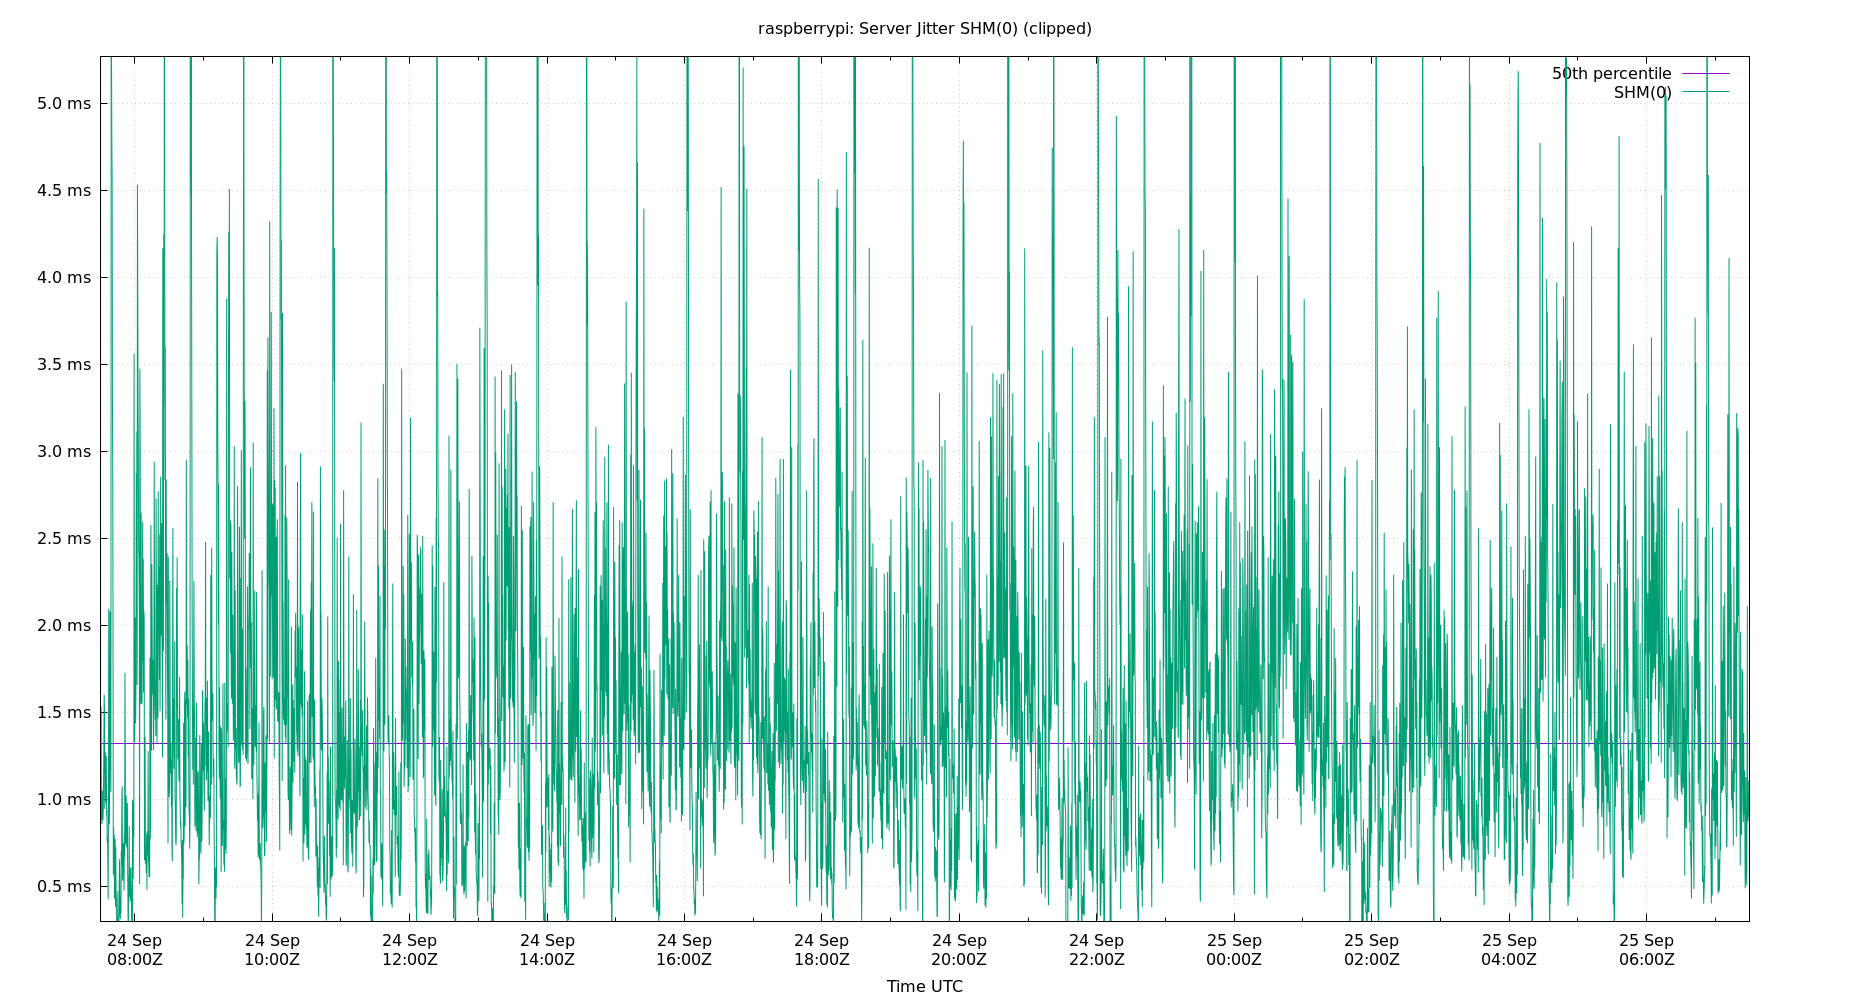 raspberrypi: Server Jitter SHM(0) (clipped)
50th percentile
SHM(0)
5.0 ms
4.5 ms
4.0 ms
3.5 ms
3.0 ms
2.5 ms
2.0 ms
1.5 ms
1.0 ms
0.5 ms
24 Sep 24 Sep 24 Sep 24 Sep 24 Sep 24 Sep 24 Sep 24 Sep 25 Sep 25 Sep 25 Sep 25 Sep
08:00Z 10:00Z 12:00Z 14:00Z 16:00Z 18:00Z 20:00Z 22:00Z 00:00Z 02:00Z 04:00Z 06:00Z
Time UTC